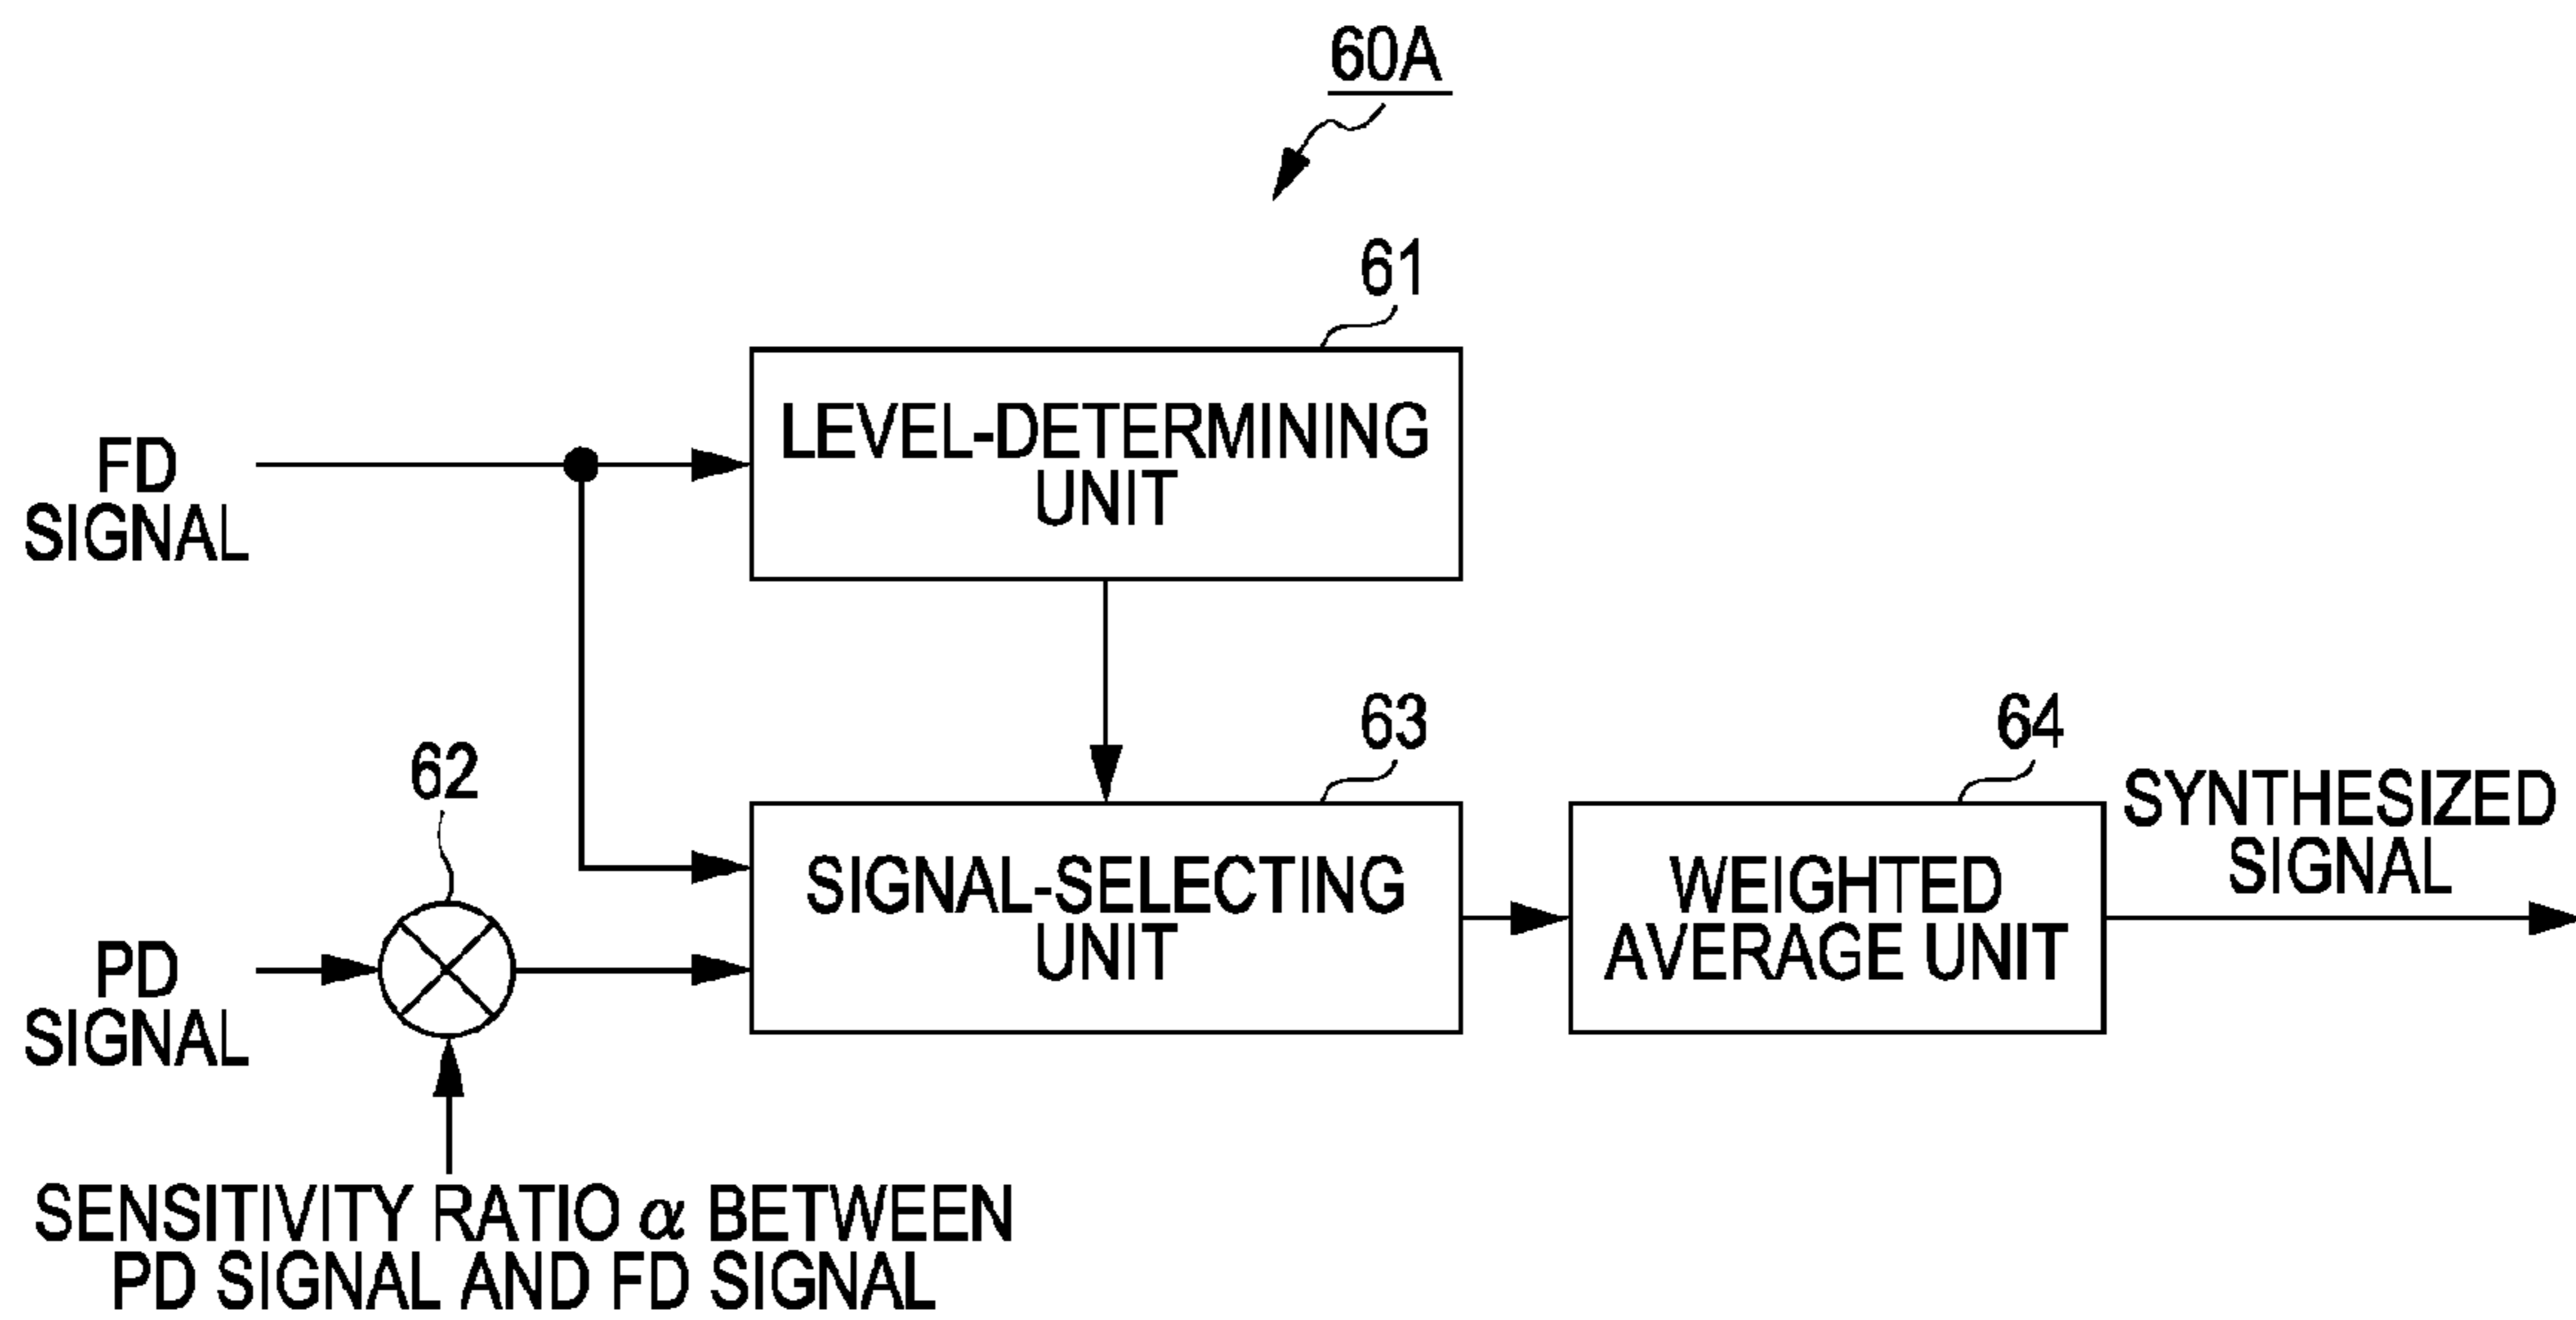 60A
61
LEVEL-DETERMINING
UNIT
FD
SIGNAL
62
PD
SIGNAL
SENSITIVITY RATIO α BETWEEN
PD SIGNAL AND FD SIGNAL
63
SIGNAL-SELECTING
UNIT
64
WEIGHTED
AVERAGE UNIT
SYNTHESIZED
SIGNAL